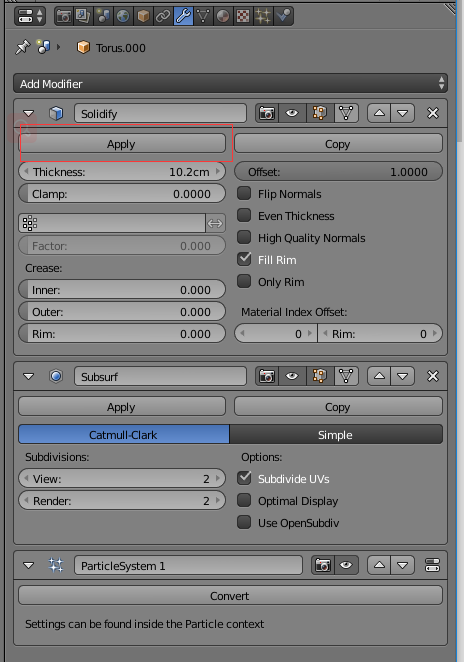 Torus.000
Add Modifier
Solidify
Apply Copy
Thickness: 10.2cm Offset: 1.0000
Clamp: 0.0000 Flip Normals
Even Thickness
Factor: 0.000 High Quality Normals
Crease: Fill Rim
Inner: 0.000 Only Rim
Outer: 0.000 Material Index Offset:
Rim: 0.000 0 Rim: 0
Subsurf
Apply Copy
Catmull-Clark Simple
Subdivisions: Options:
View: 2 Subdivide UVs
Render: 2 Optimal Display
Use OpenSubdiv
ParticleSystem 1
Convert
Settings can be found inside the Particle context